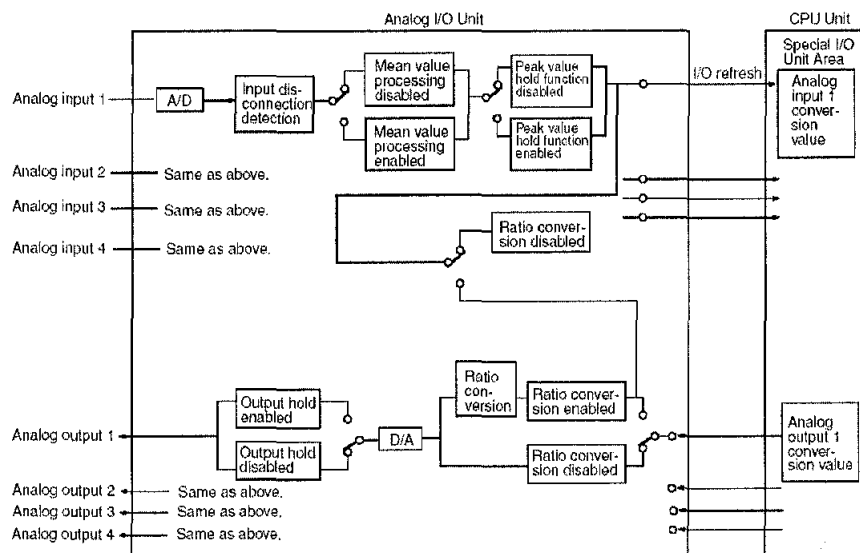 Analog I/O Unit
CPU Unit
Special I/O
Unit Area
I/O refresh
Analog input 1
A/D
Input dis-
connection
detection
Mean value
processing
disabled
Mean value
processing
enabled
Peak value
hold function
disabled
Peak value
hold function
enabled
Analog
input 1
conversion
value
Analog input 2
Same as above.
Analog input 3
Same as above.
Analog input 4
Same as above.
Ratio conver-
sion disabled
Ratio
con-
version
Ratio conver-
sion enabled
Output hold
enabled
Analog output 1
Output hold
disabled
D/A
Ratio conver-
sion disabled
Analog
output 1
conver-
sion value
Analog output 2
Same as above.
Analog output 3
Same as above.
Analog output 4
Same as above.